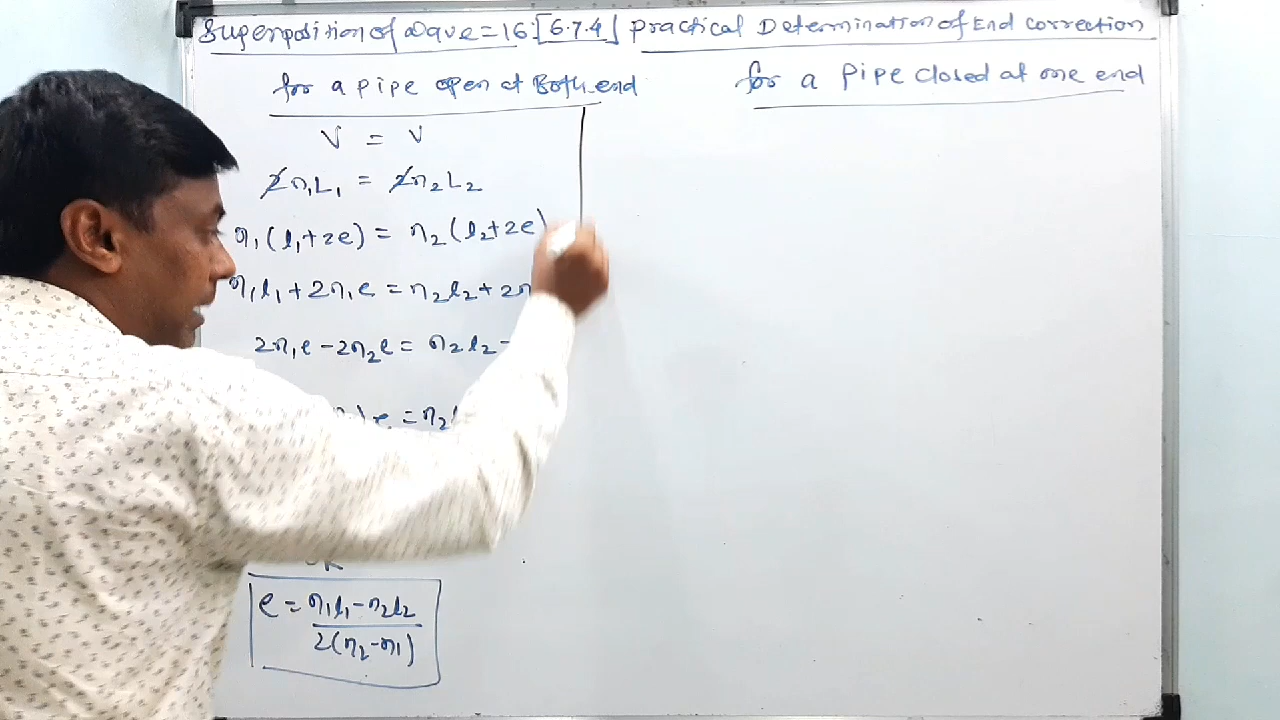 Superposition of Wave = 16 [6.7.4] Practical Determination of End Correction
for a pipe open at Both end
V = V
2n₁L₁ = 2n₂L₂
n₁(l₁+2e) = n₂(l₂+2e)
n₁l₁+2n₁e = n₂l₂+2n
2n₁e-2n₂e = n₂l₂-
)e = n₂l
OR
e = n₁l₁-n₂l₂ / 2(n₂-n₁)
for a Pipe closed at one end